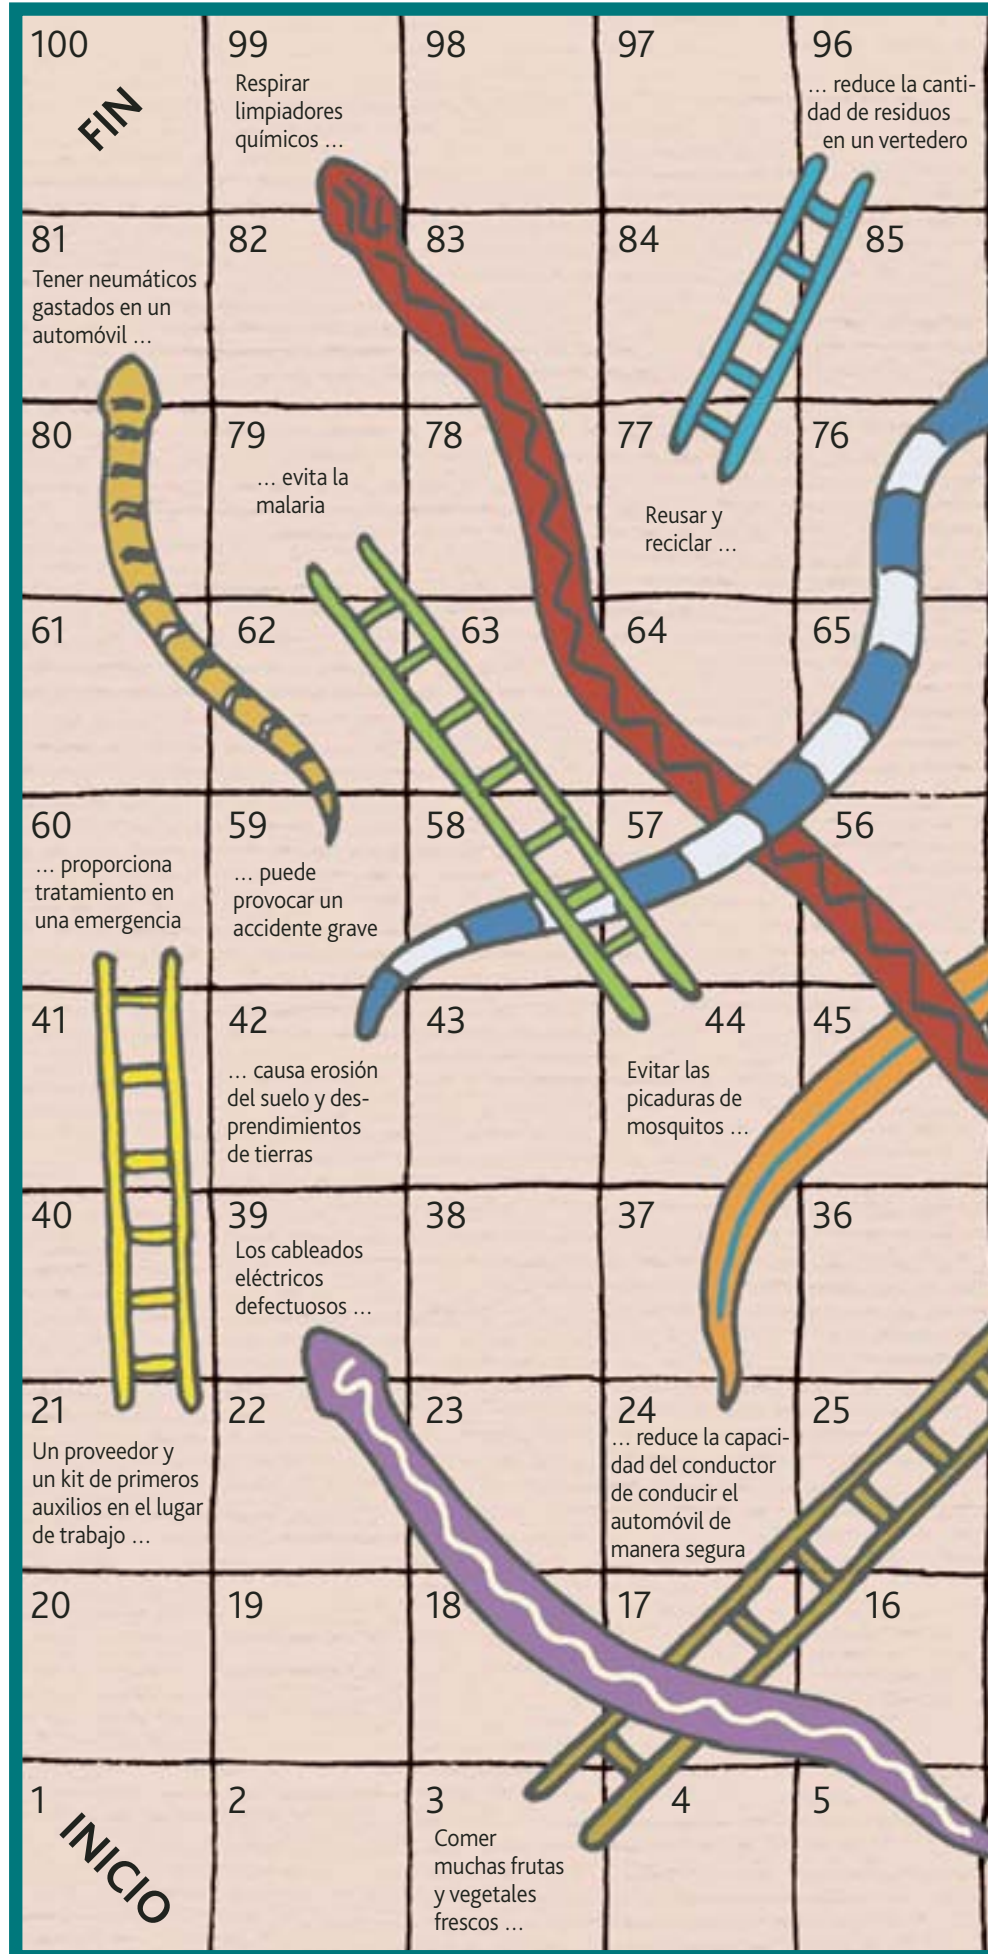 100
FIN
99
Respirar
limpiadores
químicos …
98
97
96
… reduce la canti-
dad de residuos
en un vertedero
81
Tener neumáticos
gastados en un
automóvil …
82
83
84
85
80
79
… evita la
malaria
78
77
Reusar y
reciclar …
76
61
62
63
64
65
60
… proporciona
tratamiento en
una emergencia
59
… puede
provocar un
accidente grave
58
57
56
41
42
… causa erosión
del suelo y des-
prendimientos
de tierras
43
44
Evitar las
picaduras de
mosquitos …
45
40
39
Los cableados
eléctricos
defectuosos …
38
37
36
21
Un proveedor y
un kit de primeros
auxilios en el lugar
de trabajo …
22
23
24
… reduce la capaci-
dad del conductor
de conducir el
automóvil de
manera segura
25
20
19
18
17
16
1
INICIO
2
3
Comer
muchas frutas
y vegetales
frescos …
4
5